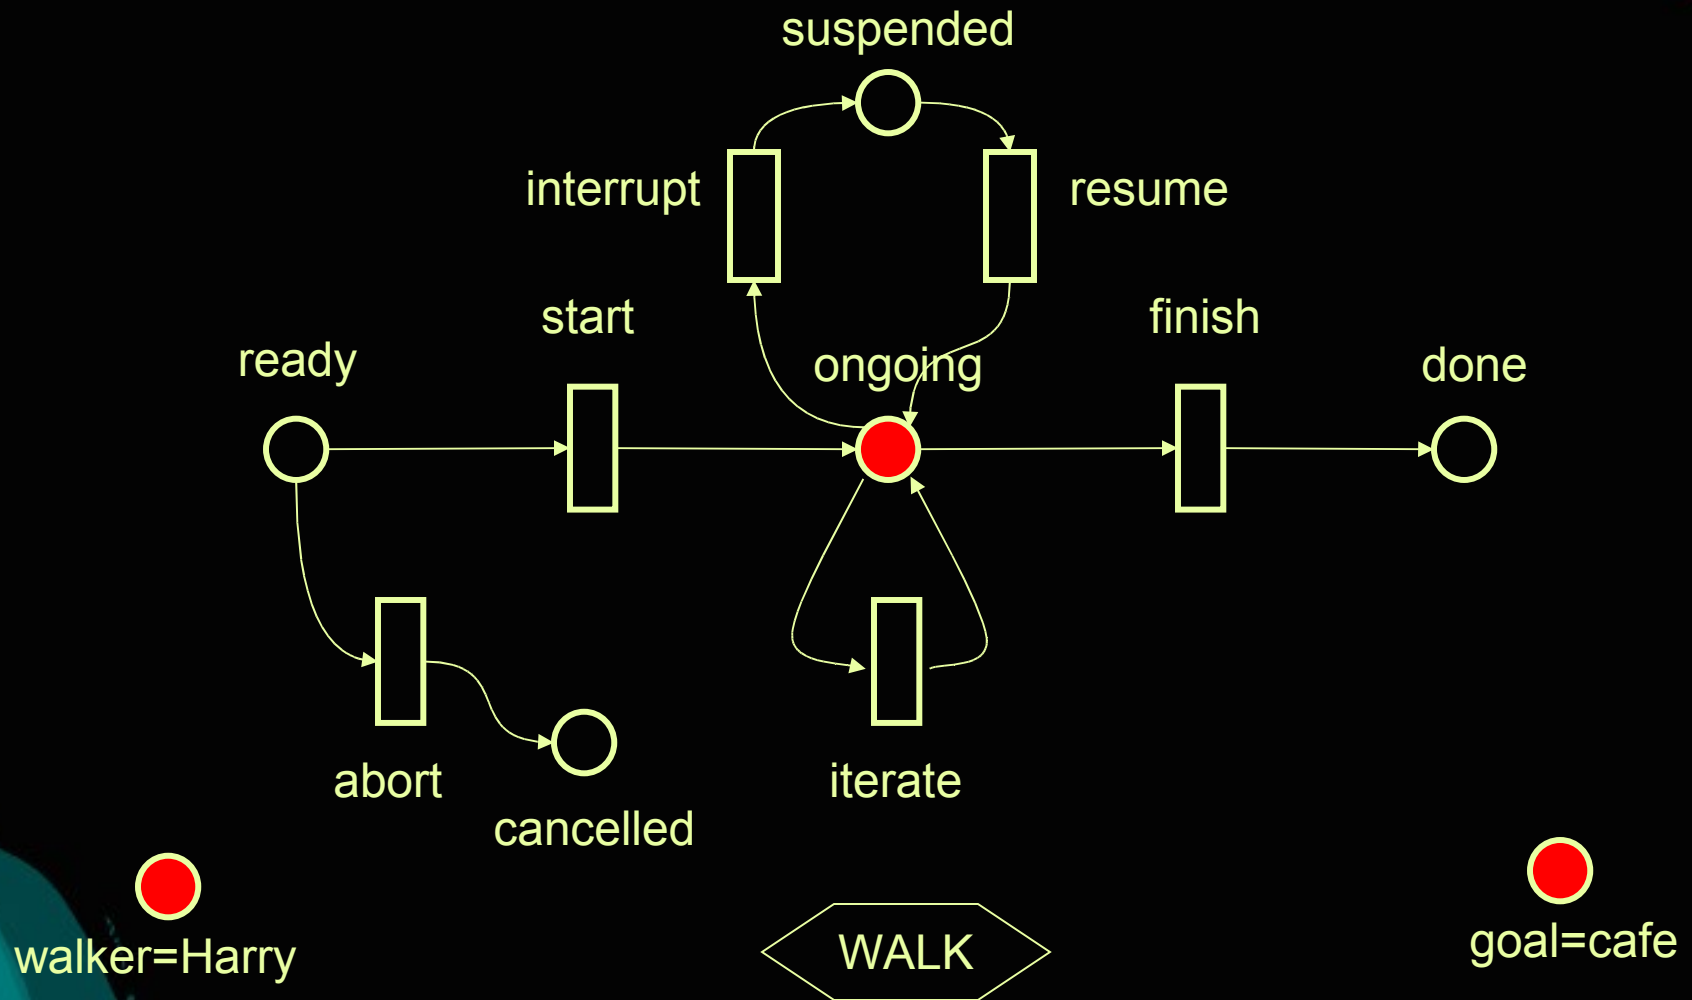 suspended
interrupt
resume
start
finish
ready
ongoing
done
abort
iterate
cancelled
walker=Harry
WALK
goal=cafe